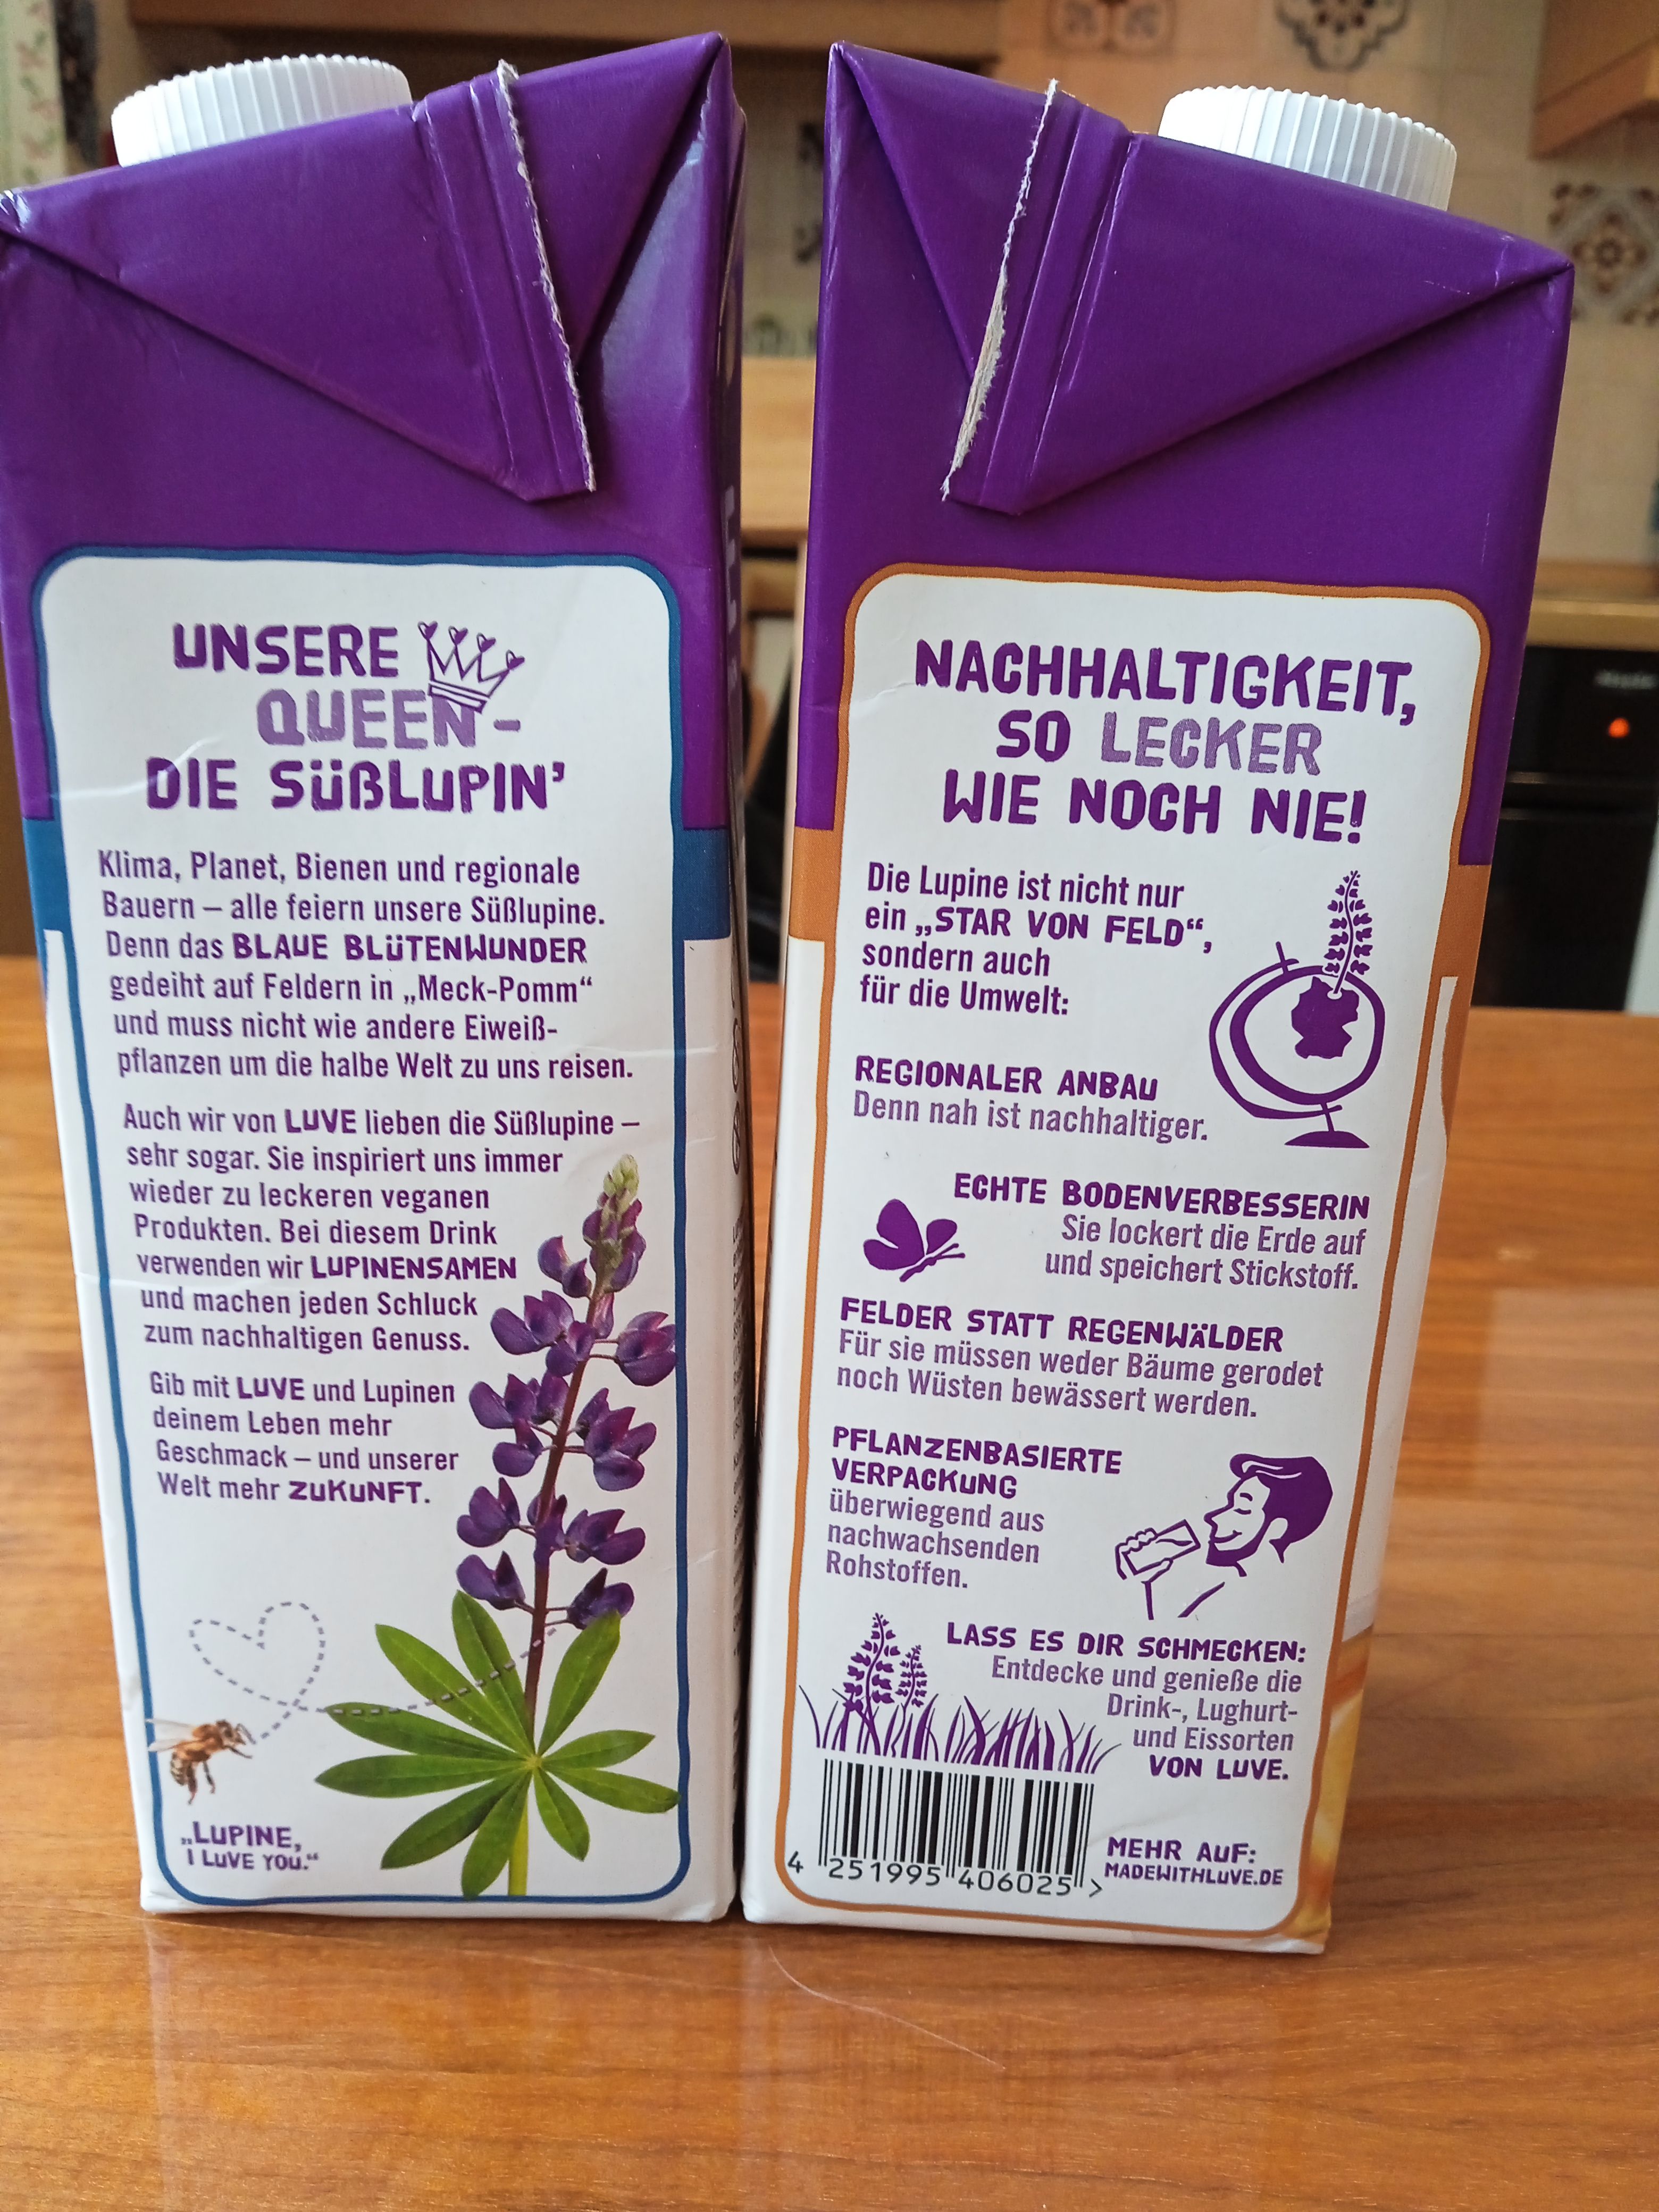 UNSERE
QUEEN-
DIE SÜẞLUPIN'
Klima, Planet, Bienen und regionale
Bauern – alle feiern unsere Süßlupine.
Denn das BLAUE BLÜTENWUNDER
gedeiht auf Feldern in „Meck-Pomm“
und muss nicht wie andere Eiweiß-
pflanzen um die halbe Welt zu uns reisen.
Auch wir von LUVE lieben die Süßlupine –
sehr sogar. Sie inspiriert uns immer
wieder zu leckeren veganen
Produkten. Bei diesem Drink
verwenden wir LUPINENSAMEN
und machen jeden Schluck
zum nachhaltigen Genuss.
Gib mit LUVE und Lupinen
deinem Leben mehr
Geschmack – und unserer
Welt mehr ZUKUNFT.
„LUPINE,
I LUVE YOU.“
NACHHALTIGKEIT,
SO LECKER
WIE NOCH NIE!
Die Lupine ist nicht nur
ein „STAR VON FELD“,
sondern auch
für die Umwelt:
REGIONALER ANBAU
Denn nah ist nachhaltiger.
ECHTE BODENVERBESSERIN
Sie lockert die Erde auf
und speichert Stickstoff.
FELDER STATT REGENWÄLDER
Für sie müssen weder Bäume gerodet
noch Wüsten bewässert werden.
PFLANZENBASIERTE
VERPACKUNG
überwiegend aus
nachwachsenden
Rohstoffen.
LASS ES DIR SCHMECKEN:
Entdecke und genieße die
Drink-, Lughurt-
und Eissorten
VON LUVE.
MEHR AUF:
MADEWITHLUVE.DE
4 251995 406025 >